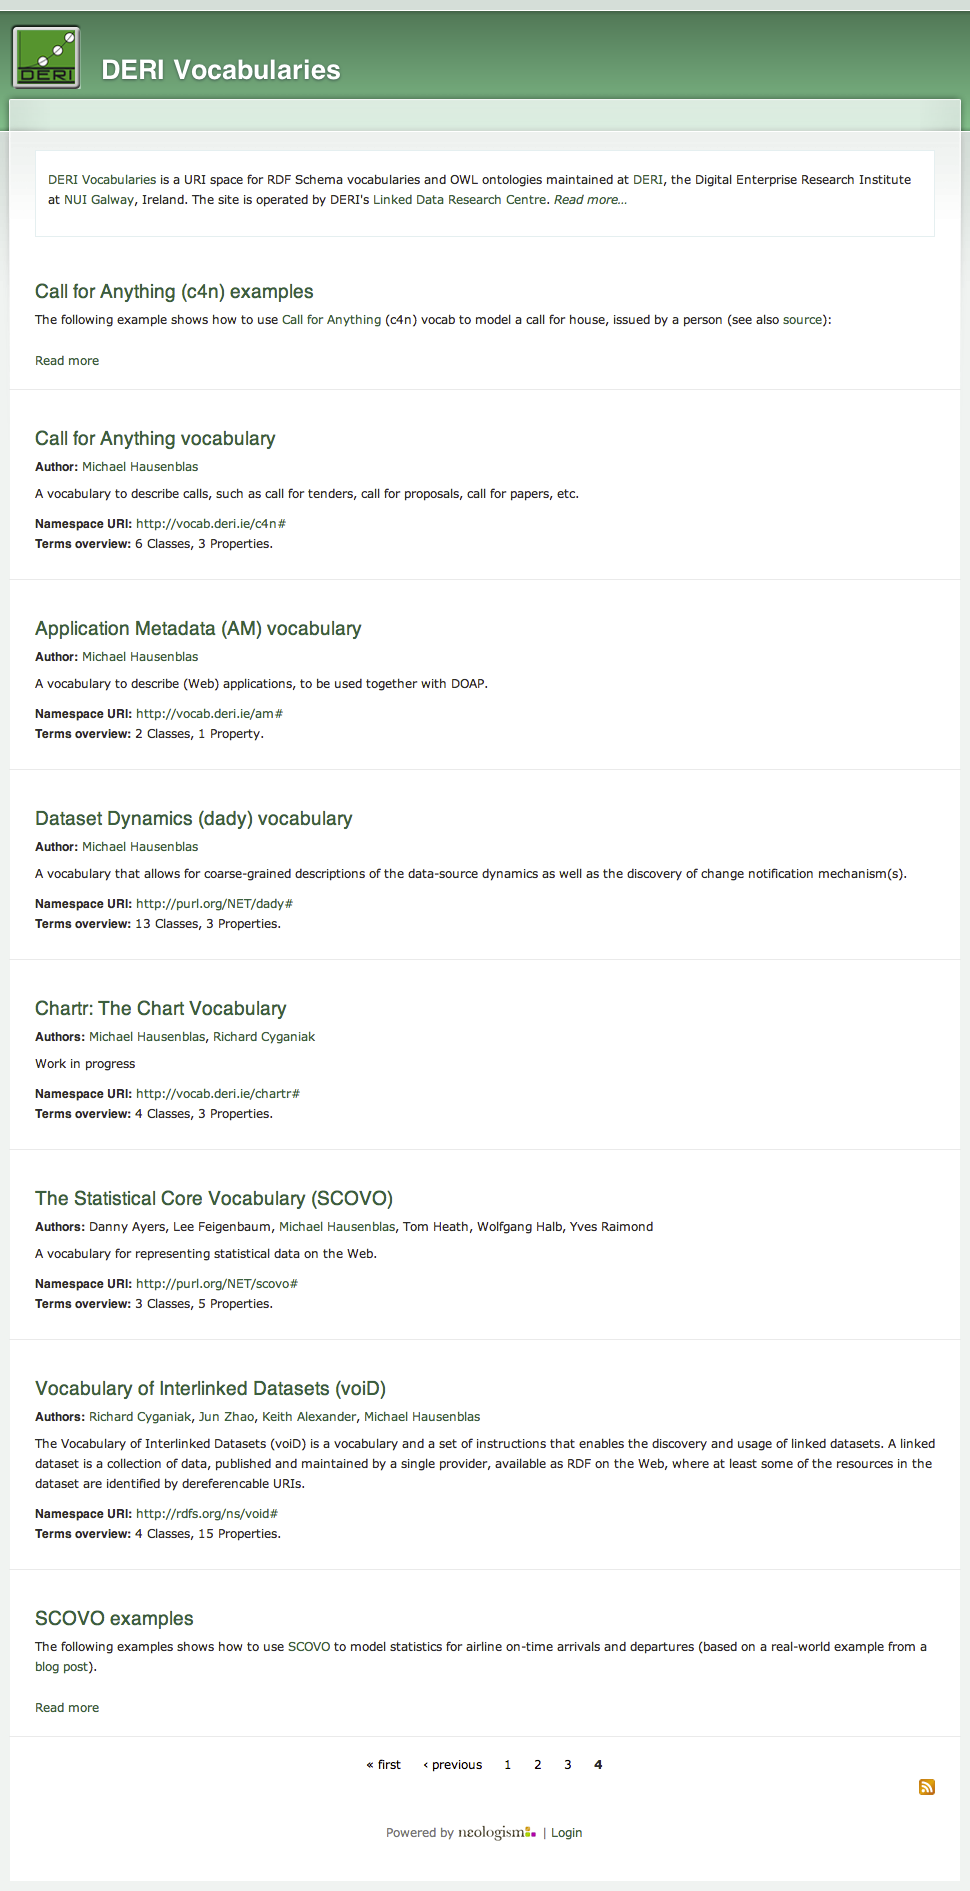 DERI
DERI Vocabularies
DERI Vocabularies is a URI space for RDF Schema vocabularies and OWL ontologies maintained at DERI, the Digital Enterprise Research Institute
at NUI Galway, Ireland. The site is operated by DERI's Linked Data Research Centre. Read more...
Call for Anything (c4n) examples
The following example shows how to use Call for Anything (c4n) vocab to model a call for house, issued by a person (see also source):
Read more
Call for Anything vocabulary
Author: Michael Hausenblas
A vocabulary to describe calls, such as call for tenders, call for proposals, call for papers, etc.
Namespace URI: http://vocab.deri.ie/c4n#
Terms overview: 6 Classes, 3 Properties.
Application Metadata (AM) vocabulary
Author: Michael Hausenblas
A vocabulary to describe (Web) applications, to be used together with DOAP.
Namespace URI: http://vocab.deri.ie/am#
Terms overview: 2 Classes, 1 Property.
Dataset Dynamics (dady) vocabulary
Author: Michael Hausenblas
A vocabulary that allows for coarse-grained descriptions of the data-source dynamics as well as the discovery of change notification mechanism(s).
Namespace URI: http://purl.org/NET/dady#
Terms overview: 13 Classes, 3 Properties.
Chartr: The Chart Vocabulary
Authors: Michael Hausenblas, Richard Cyganiak
Work in progress
Namespace URI: http://vocab.deri.ie/chartr#
Terms overview: 4 Classes, 3 Properties.
The Statistical Core Vocabulary (SCOVO)
Authors: Danny Ayers, Lee Feigenbaum, Michael Hausenblas, Tom Heath, Wolfgang Halb, Yves Raimond
A vocabulary for representing statistical data on the Web.
Namespace URI: http://purl.org/NET/scovo#
Terms overview: 3 Classes, 5 Properties.
Vocabulary of Interlinked Datasets (voiD)
Authors: Richard Cyganiak, Jun Zhao, Keith Alexander, Michael Hausenblas
The Vocabulary of Interlinked Datasets (voiD) is a vocabulary and a set of instructions that enables the discovery and usage of linked datasets. A linked
dataset is a collection of data, published and maintained by a single provider, available as RDF on the Web, where at least some of the resources in the
dataset are identified by dereferencable URIs.
Namespace URI: http://rdfs.org/ns/void#
Terms overview: 4 Classes, 15 Properties.
SCOVO examples
The following examples shows how to use SCOVO to model statistics for airline on-time arrivals and departures (based on a real-world example from a
blog post).
Read more
« first ‹ previous 1 2 3 4
Powered by neologism | Login